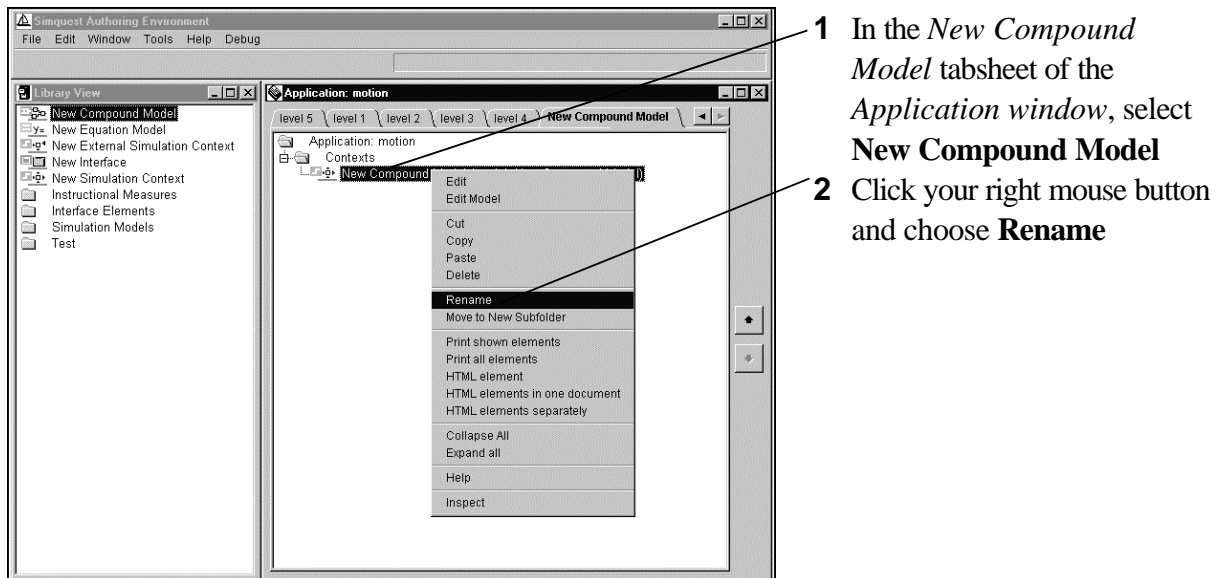 Simquest Authoring Environment
File Edit Window Tools Help Debug
Library View
New Compound Model
New Equation Model
New External Simulation Context
New Interface
New Simulation Context
Instructional Measures
Interface Elements
Simulation Models
Test
Application: motion
level 5 level 1 level 2 level 3 level 4 New Compound Model
Application: motion
Contexts
New Compound
Edit
Edit Model
Cut
Copy
Paste
Delete
Rename
Move to New Subfolder
Print shown elements
Print all elements
HTML element
HTML elements in one document
HTML elements separately
Collapse All
Expand all
Help
Inspect
1 In the New Compound
Model tabsheet of the
Application window, select
New Compound Model
2 Click your right mouse button
and choose Rename